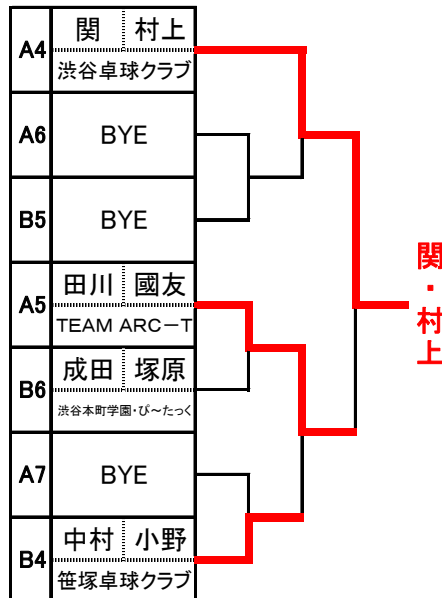 A4
関 村上
渋谷卓球クラブ
A6
BYE
B5
BYE
A5
田川 國友
TEAM ARC－T
B6
成田 塚原
渋谷本町学園・ぴ～たっく
A7
BYE
B4
中村 小野
笹塚卓球クラブ
関・村上